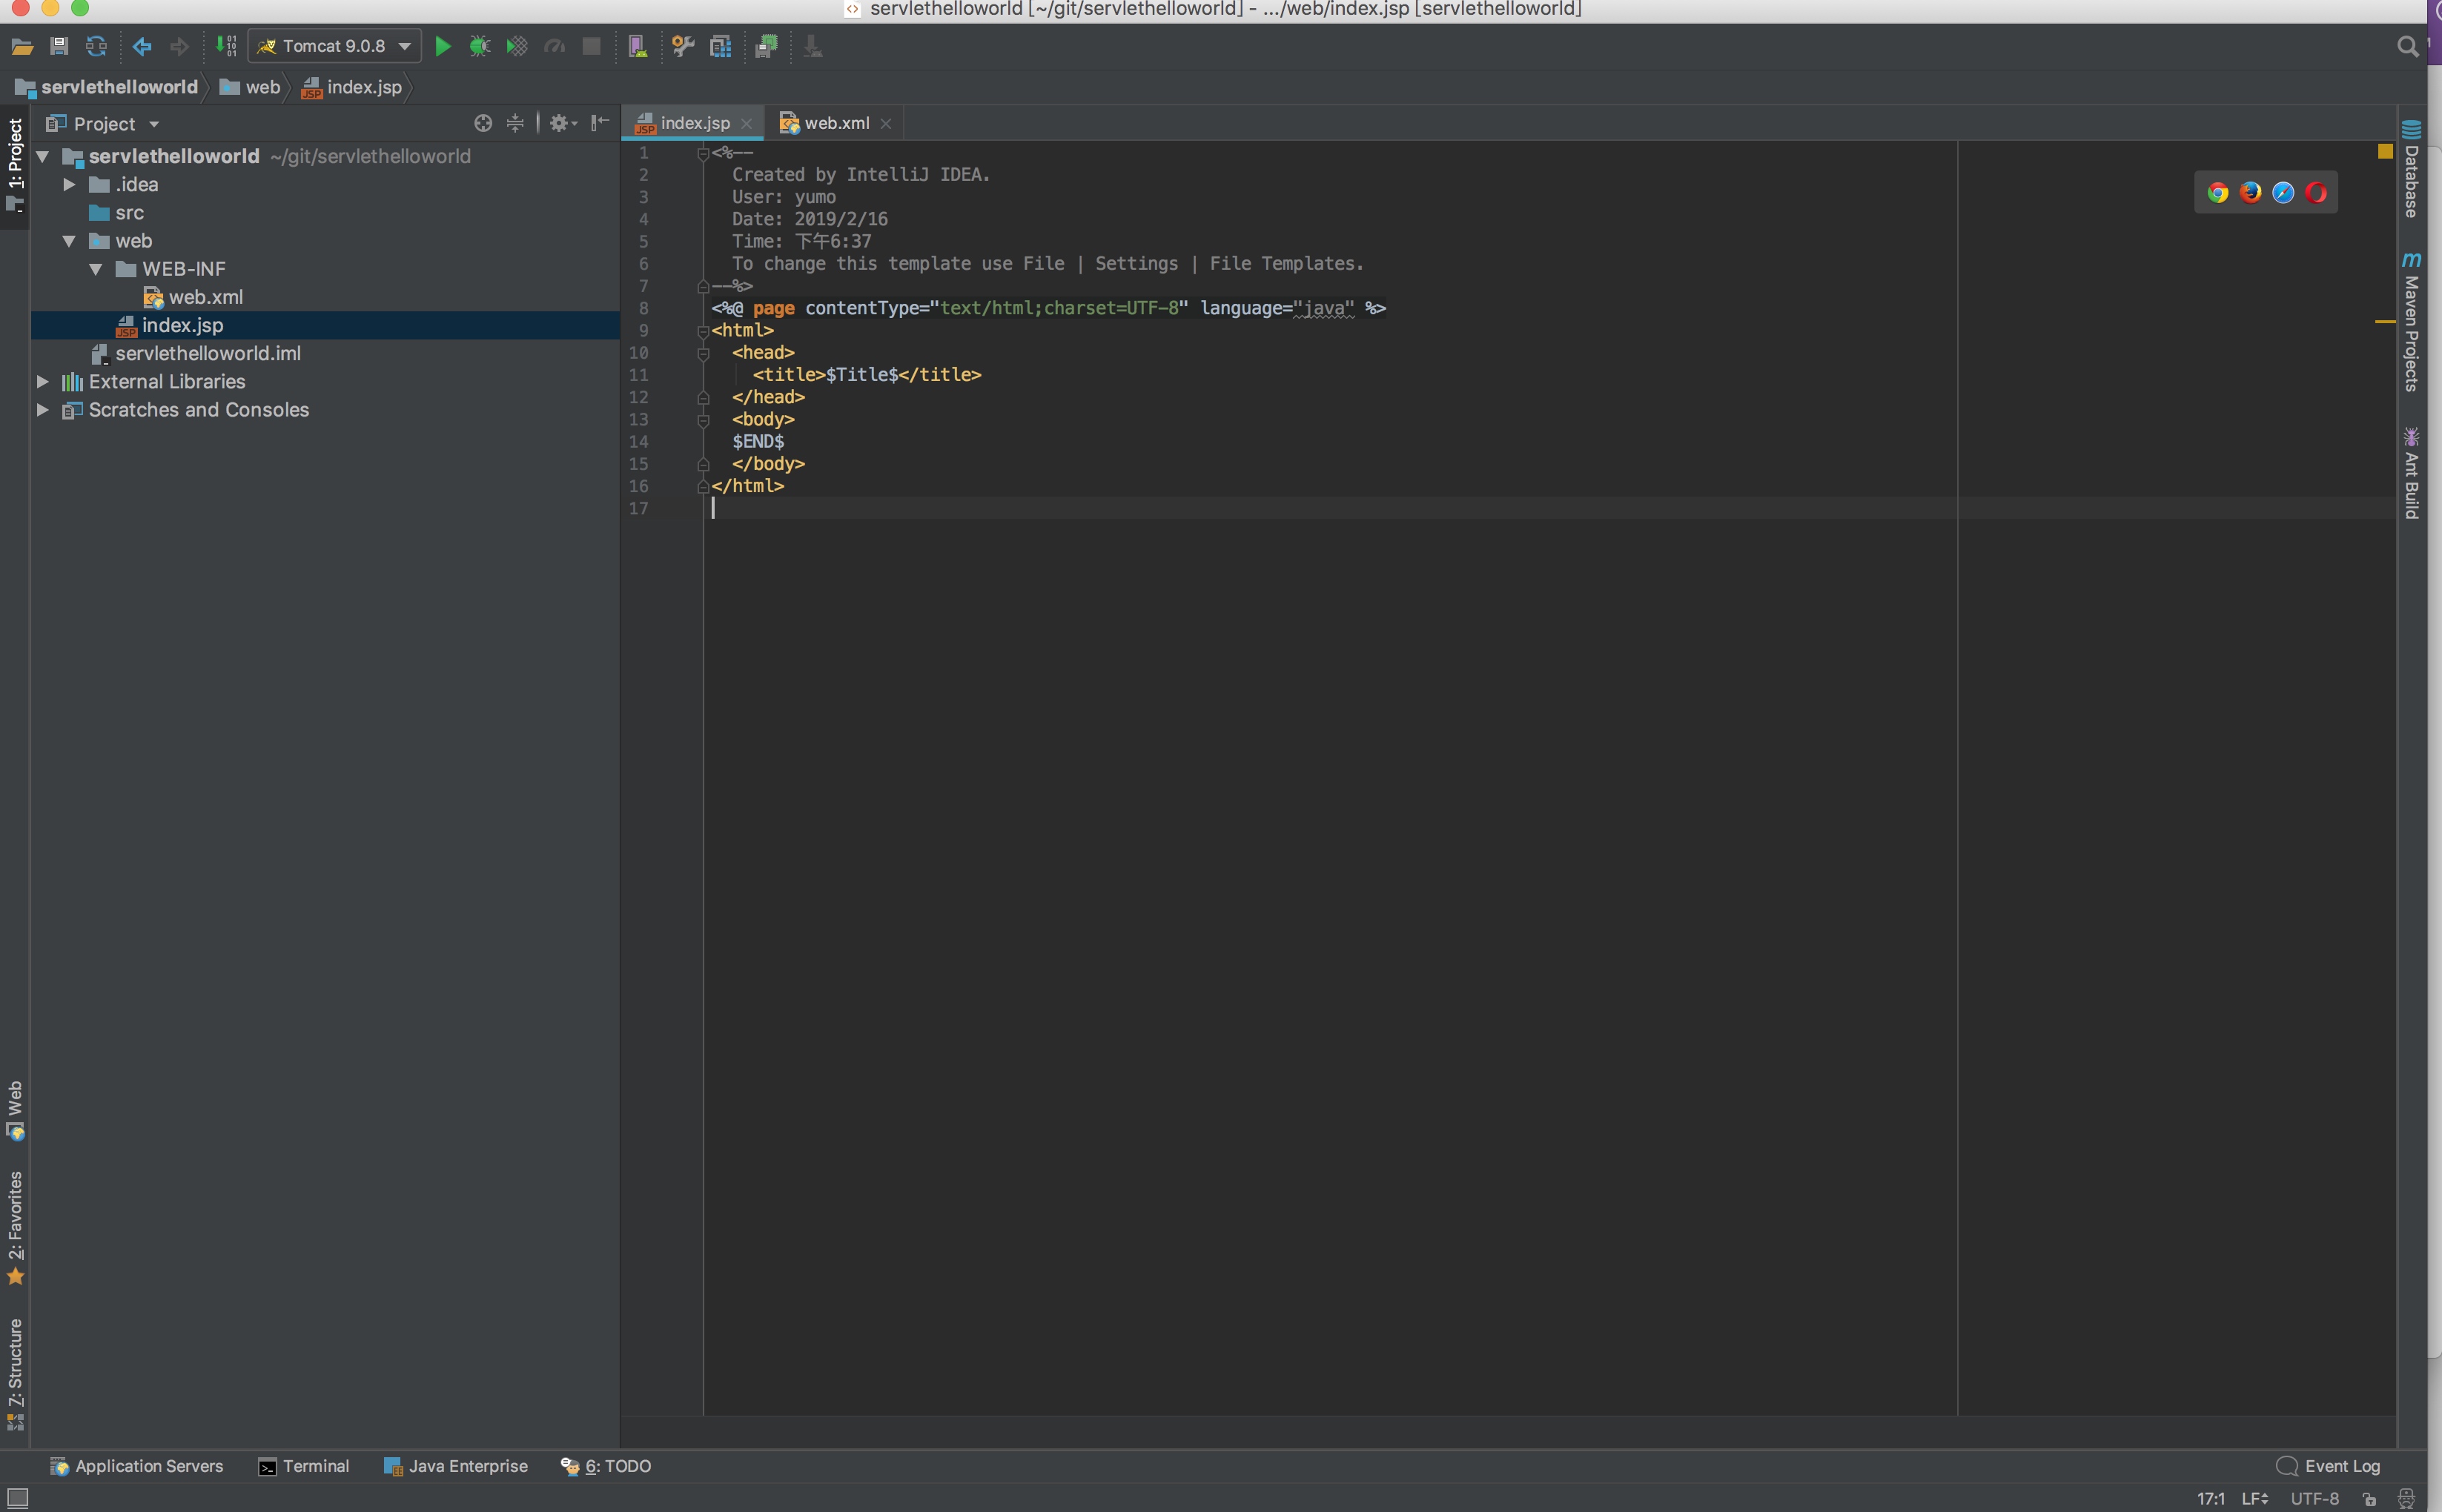 servlethelloworld [~/git/servlethelloworld] - .../web/index.jsp [servlethelloworld]
Tomcat 9.0.8
servlethelloworld web index.jsp
1: Project
Project
servlethelloworld ~/git/servlethelloworld
.idea
src
web
WEB-INF
web.xml
index.jsp
servlethelloworld.iml
External Libraries
Scratches and Consoles
index.jsp web.xml
1 <%--
2 Created by IntelliJ IDEA.
3 User: yumo
4 Date: 2019/2/16
5 Time: 下午6:37
6 To change this template use File | Settings | File Templates.
7 --%>
8 <%@ page contentType="text/html;charset=UTF-8" language="java" %>
9 <html>
10 <head>
11 <title>$Title$</title>
12 </head>
13 <body>
14 $END$
15 </body>
16 </html>
17
Database
Maven Projects
Ant Build
Web
2: Favorites
7: Structure
Application Servers Terminal Java Enterprise 6: TODO Event Log
17:1 LF UTF-8